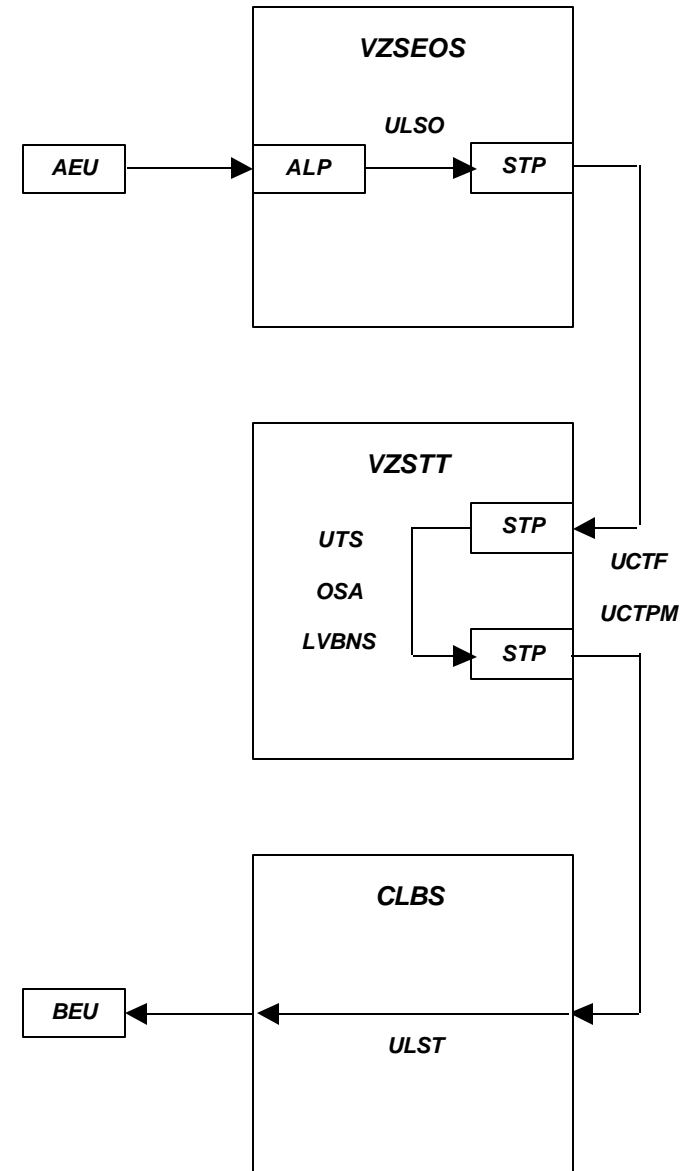 VZSEOS
ULSO
AEU
ALP
STP
VZSTT
STP
UTS
UCTF
OSA
UCTPM
LVBNS
STP
CLBS
BEU
ULST